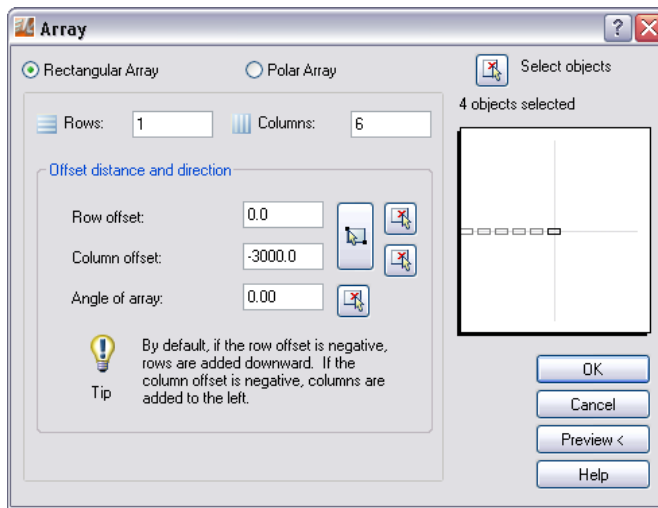 Array
Rectangular Array
Polar Array
Select objects
4 objects selected
Rows: 1
Columns: 6
Offset distance and direction
Row offset: 0.0
Column offset: -3000.0
Angle of array: 0.00
Tip
By default, if the row offset is negative,
rows are added downward. If the
column offset is negative, columns are
added to the left.
OK
Cancel
Preview <
Help